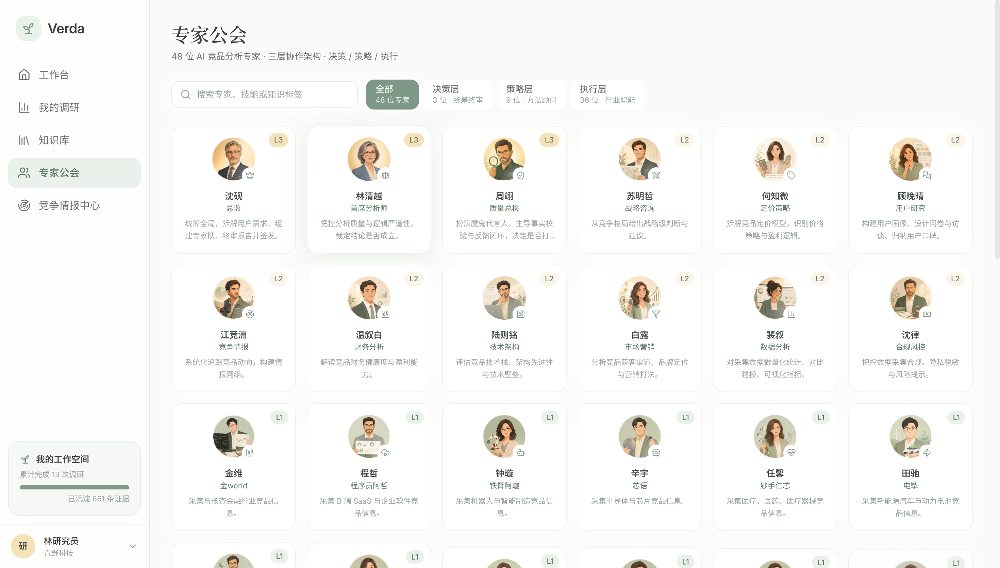 Verda
工作台
我的调研
知识库
专家公会
竞争情报中心
我的工作空间
累计完成 13 次调研
已沉淀 661 条证据
研
林研究员
青野科技
专家公会
48 位 AI 竞品分析专家 · 三层协作架构 · 决策 / 策略 / 执行
搜索专家、技能或知识标签
全部
48 位专家
决策层
3 位 · 统筹终审
策略层
9 位 · 方法顾问
执行层
36 位 · 行业职能
L3
沈砚
总监
统筹全局，拆解用户需求、组
建专家队、终审报告并签发。
L3
林清越
首席分析师
把控分析质量与逻辑严谨性，
裁定结论是否成立。
L3
周翊
质量总检
扮演魔鬼代言人，主导事实校
验与反馈闭环，决定是否打...
L2
苏明哲
战略咨询
从竞争格局给出战略级判断与
建议。
L2
何知微
定价策略
拆解竞品定价模型，识别价格
策略与盈利逻辑。
L2
顾晚晴
用户研究
构建用户画像、设计问卷与访
谈、归纳用户口碑。
L2
江竞洲
竞争情报
系统化追踪竞品动向，构建情
报网络。
L2
温叙白
财务分析
解读竞品财务健康度与盈利能
力。
L2
陆则铭
技术架构
评估竞品技术栈、架构先进性
与技术壁垒。
L2
白露
市场营销
分析竞品获客渠道、品牌定位
与营销打法。
L2
裴叙
数据分析
对采集数据做量化统计、对比
建模、可视化指标。
L2
沈律
合规风控
把控数据采集合规、隐私脱敏
与风险提示。
L1
金维
金world
采集与核查金融行业竞品信
息。
L1
程哲
程序员阿哲
采集 B 端 SaaS 与企业软件竞
品信息。
L1
钟璇
铁臂阿璇
采集机器人与智能制造竞品信
息。
L1
辛宇
芯语
采集半导体与芯片竞品信息。
L1
任馨
妙手仁芯
采集医疗、医药、医疗器械竞
品信息。
L1
田驰
电掣
采集新能源汽车与动力电池竞
品信息。
L1
L1
L1
L1
L1
L1